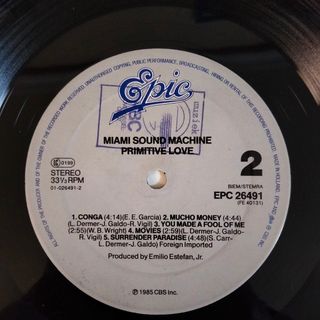 Epic
MIAMI SOUND MACHINE
PRIMITIVE LOVE
0199
STEREO
33⅓ RPM
01-026491-2
2
BIEM/STEMRA
EPC 26491
(FE 40131)
1. CONGA (4:14)(E. E. Garcia) 2. MUCHO MONEY (4:44)
(L. Dermer-J. Galdo-R. Vigil) 3. YOU MADE A FOOL OF ME
(2:55)(W. B. Wright) 4. MOVIES (2:59)(L. Dermer-J. Galdo-
R. Vigil) 5. SURRENDER PARADISE (4:48)(S. Carr-
L. Dermer-J. Galdo) Foreign Imported
Produced by Emilio Estefan, Jr.
℗ 1985 CBS Inc.